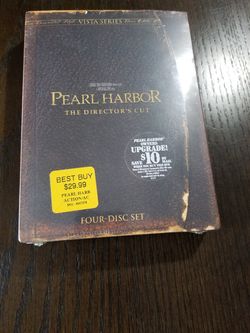 VISTA SERIES
PEARL HARBOR
THE DIRECTOR'S CUT
PEARL HARBOR
OWNERS
UPGRADE!
SAVE $10
BEST BUY
$29.99
PEARL HARB
ACTION/AC
FOUR-DISC SET